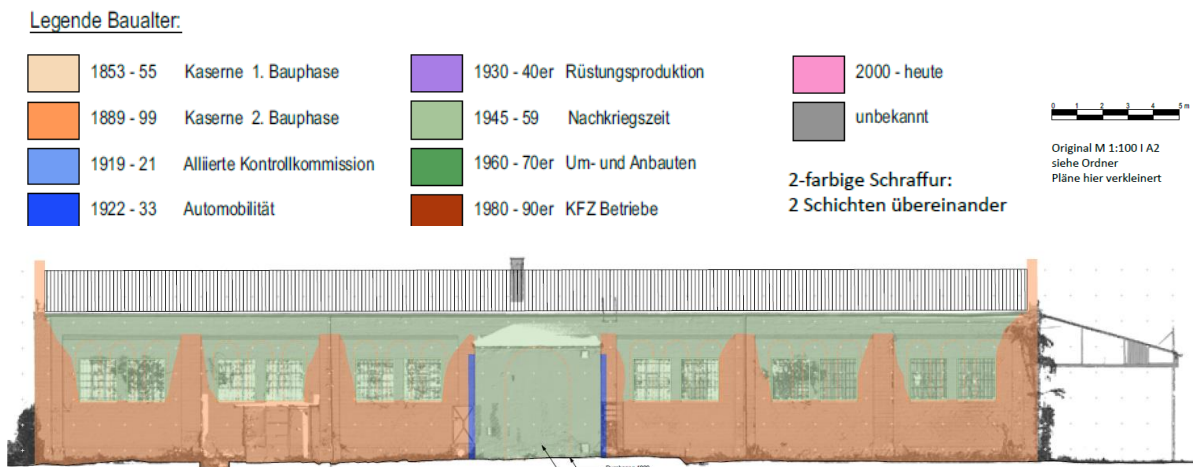 Legende Baualter:
1853 - 55 Kaserne 1. Bauphase
1889 - 99 Kaserne 2. Bauphase
1919 - 21 Alliierte Kontrollkommission
1922 - 33 Automobilität
1930 - 40er Rüstungsproduktion
1945 - 59 Nachkriegszeit
1960 - 70er Um- und Anbauten
1980 - 90er KFZ Betriebe
2000 - heute
unbekannt
2-farbige Schraffur:
2 Schichten übereinander
0 1 2 3 4 5 m
Original M 1:100 I A2
siehe Ordner
Pläne hier verkleinert